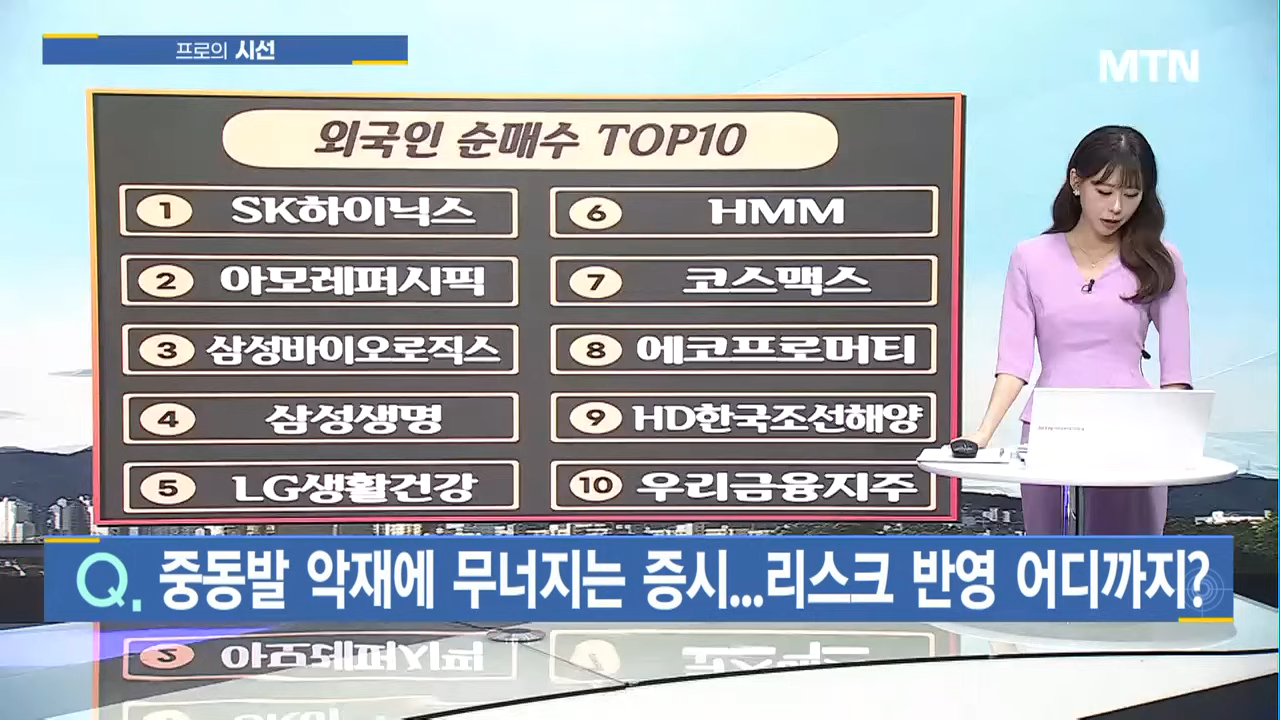 프로의 시선
MTN
외국인 순매수 TOP10
1 SK하이닉스
2 아모레퍼시픽
3 삼성바이오로직스
4 삼성생명
5 LG생활건강
6 HMM
7 코스맥스
8 에코프로머티
9 HD한국조선해양
10 우리금융지주
Q. 중동발 악재에 무너지는 증시...리스크 반영 어디까지?